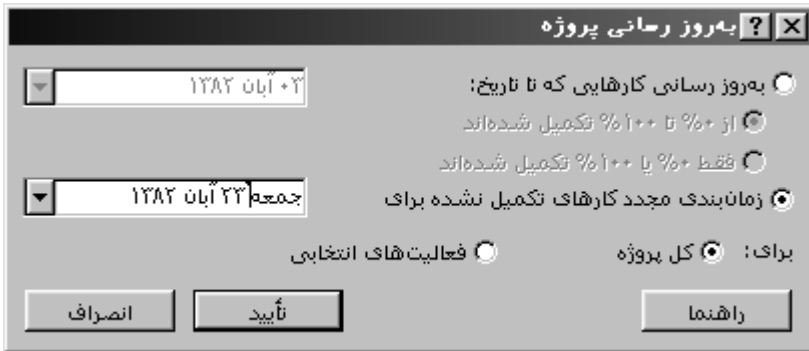 به‌روز رسانی پروژه
به‌روز رسانی کارهایی که تا تاریخ: ۰۳ آبان ۱۳۸۲
از ۰% تا ۱۰۰% تکمیل شده‌اند
فقط ۰% یا ۱۰۰% تکمیل شده‌اند
زمان‌بندی مجدد کارهای تکمیل نشده برای جمعه ۲۳ آبان ۱۳۸۲
برای: کل پروژه فعالیت‌های انتخابی
راهنما تأیید انصراف